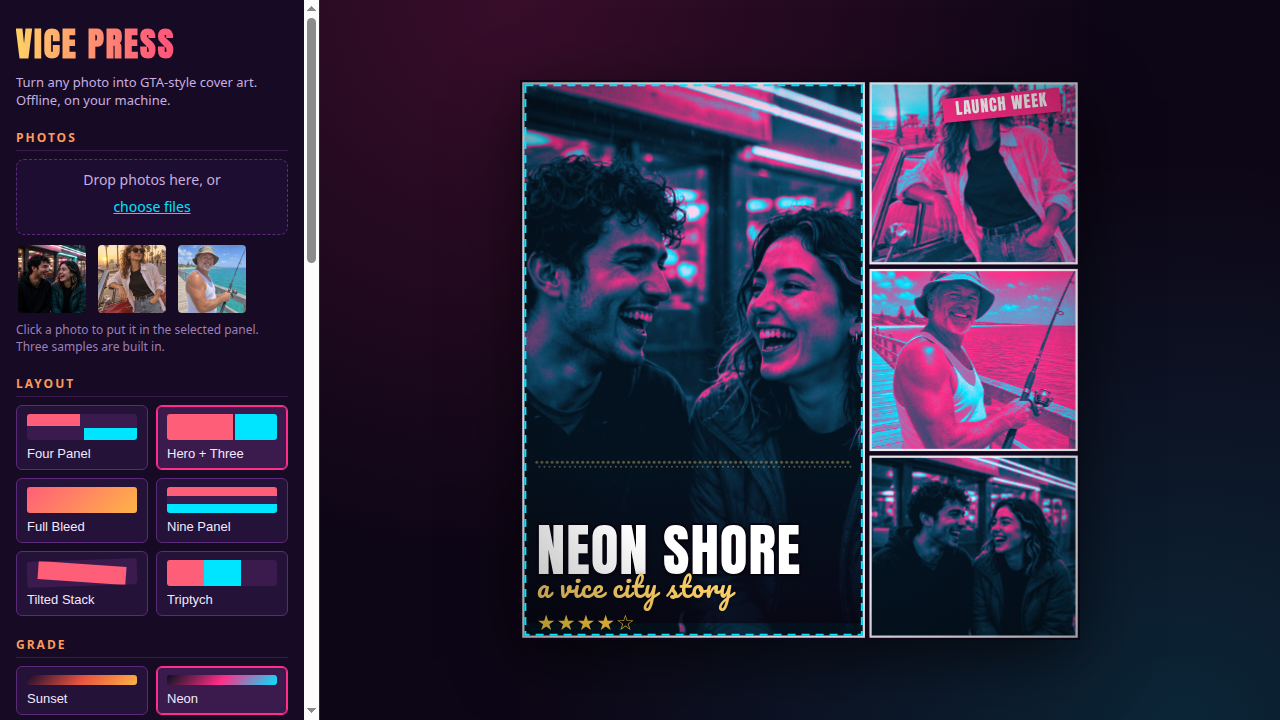 VICE PRESS
Turn any photo into GTA-style cover art.
Offline, on your machine.
PHOTOS
Drop photos here, or
choose files
Click a photo to put it in the selected panel.
Three samples are built in.
LAYOUT
Four Panel
Hero + Three
Full Bleed
Nine Panel
Tilted Stack
Triptych
GRADE
Sunset
Neon
LAUNCH WEEK
NEON SHORE
a vice city story
★★★★☆